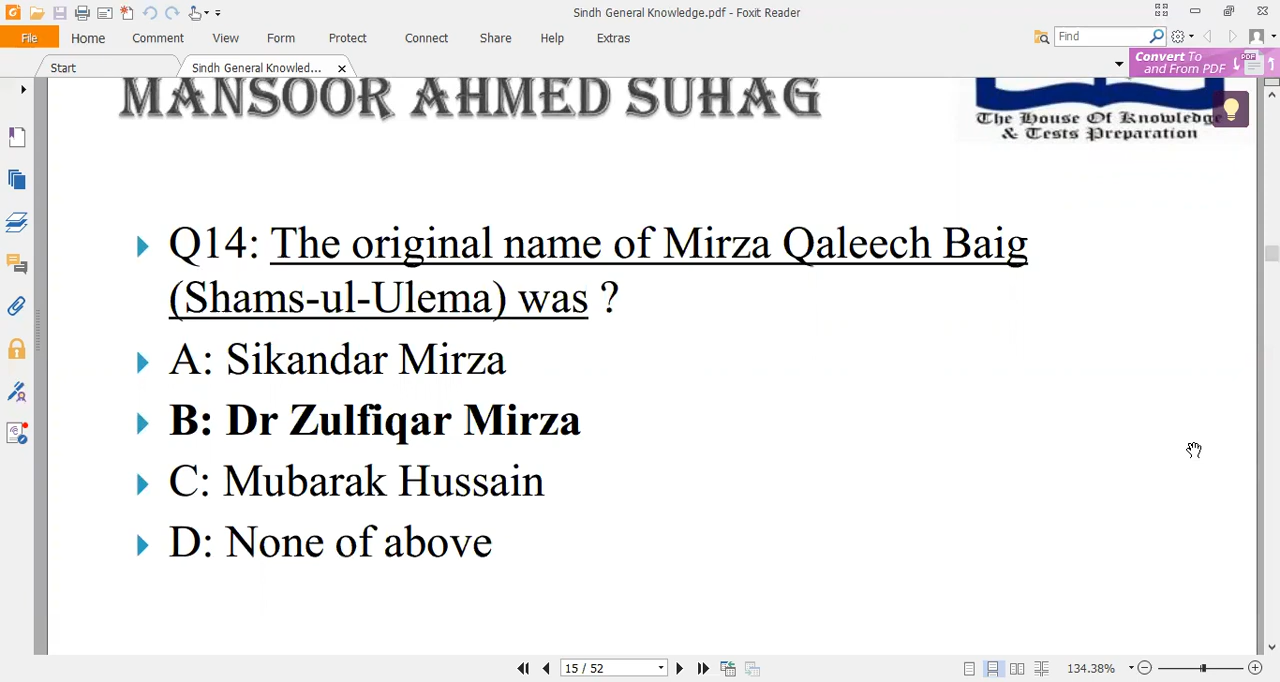 Sindh General Knowledge.pdf - Foxit Reader
File Home Comment View Form Protect Connect Share Help Extras Find
Start Sindh General Knowled...
Convert To
and From PDF PDF
MANSOOR AHMED SUHAG
The House Of Knowledge
& Tests Preparation
Q14: The original name of Mirza Qaleech Baig
(Shams-ul-Ulema) was ?
A: Sikandar Mirza
B: Dr Zulfiqar Mirza
C: Mubarak Hussain
D: None of above
15 / 52 134.38%